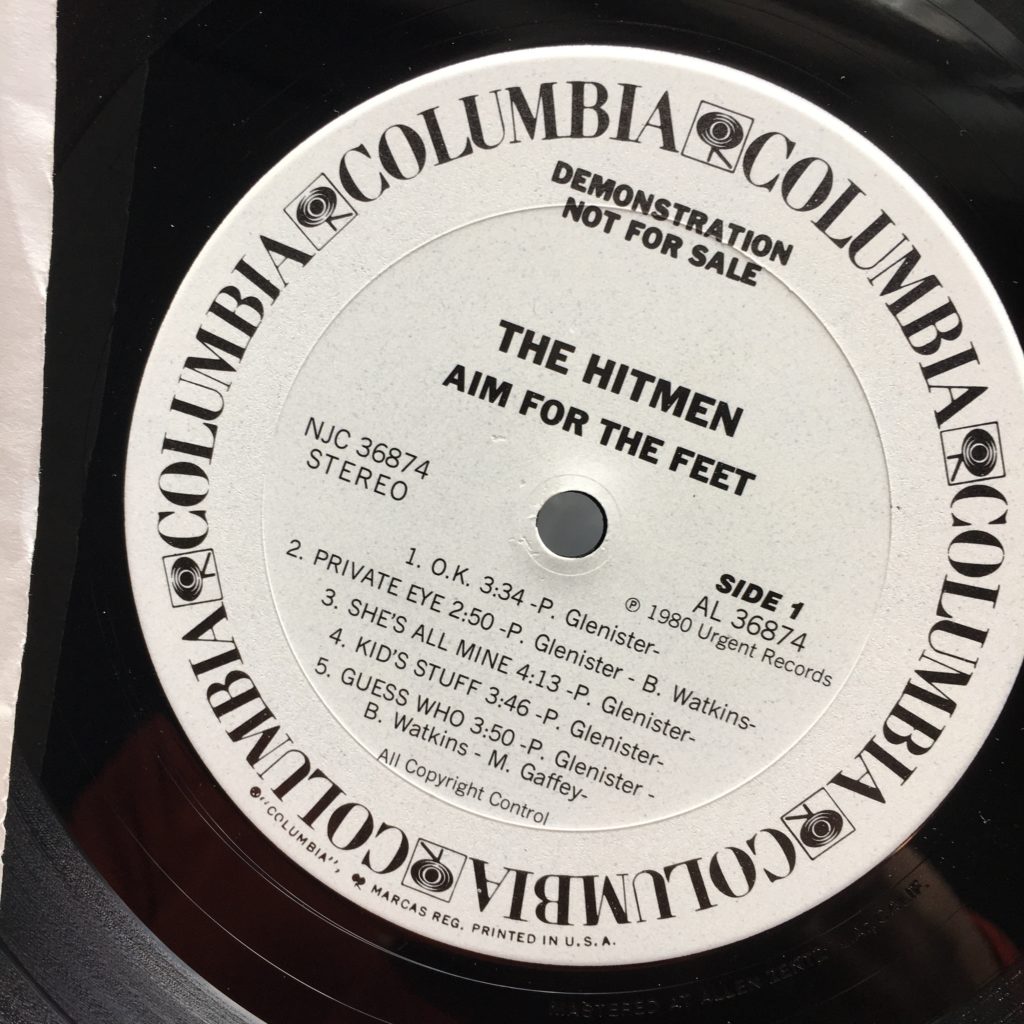 COLUMBIA COLUMBIA COLUMBIA COLUMBIA COLUMBIA COLUMBIA
DEMONSTRATION
NOT FOR SALE
THE HITMEN
AIM FOR THE FEET
NJC 36874
STEREO
SIDE 1
AL 36874
℗ 1980 Urgent Records
1. O.K. 3:34 -P. Glenister-
2. PRIVATE EYE 2:50 -P. Glenister - B. Watkins-
3. SHE'S ALL MINE 4:13 -P. Glenister-
4. KID'S STUFF 3:46 -P. Glenister-
5. GUESS WHO 3:50 -P. Glenister -
B. Watkins - M. Gaffey-
All Copyright Control
"COLUMBIA", MARCAS REG. PRINTED IN U.S.A.
MASTERED AT ALLEN ZENTZ